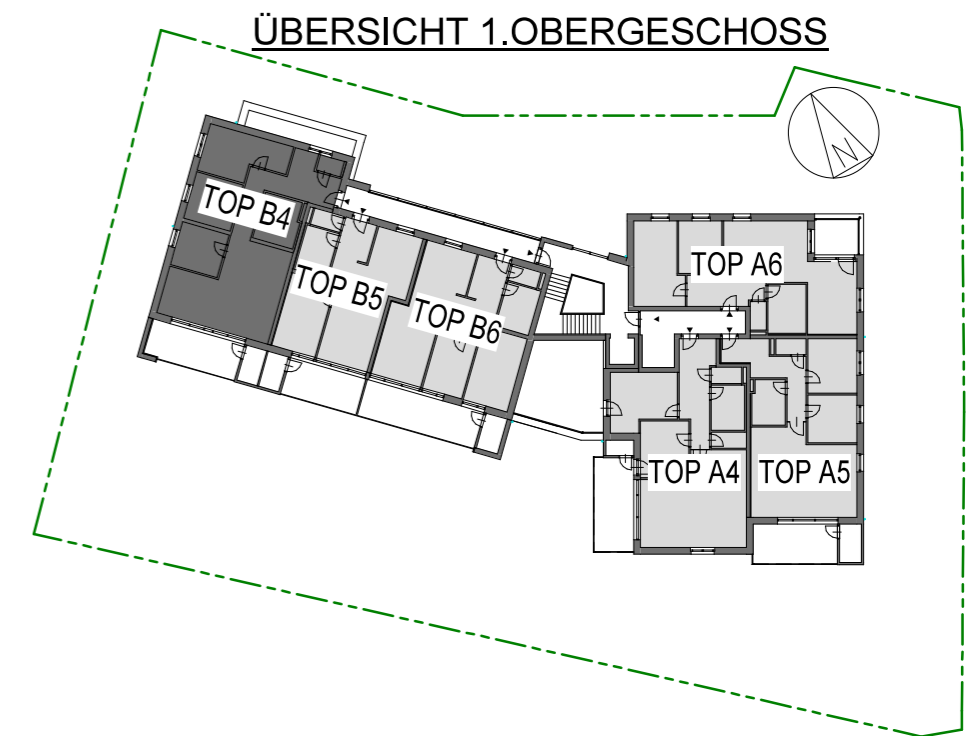 ÜBERSICHT 1.OBERGESCHOSS
N
TOP B4
TOP B5
TOP B6
TOP A6
TOP A4
TOP A5